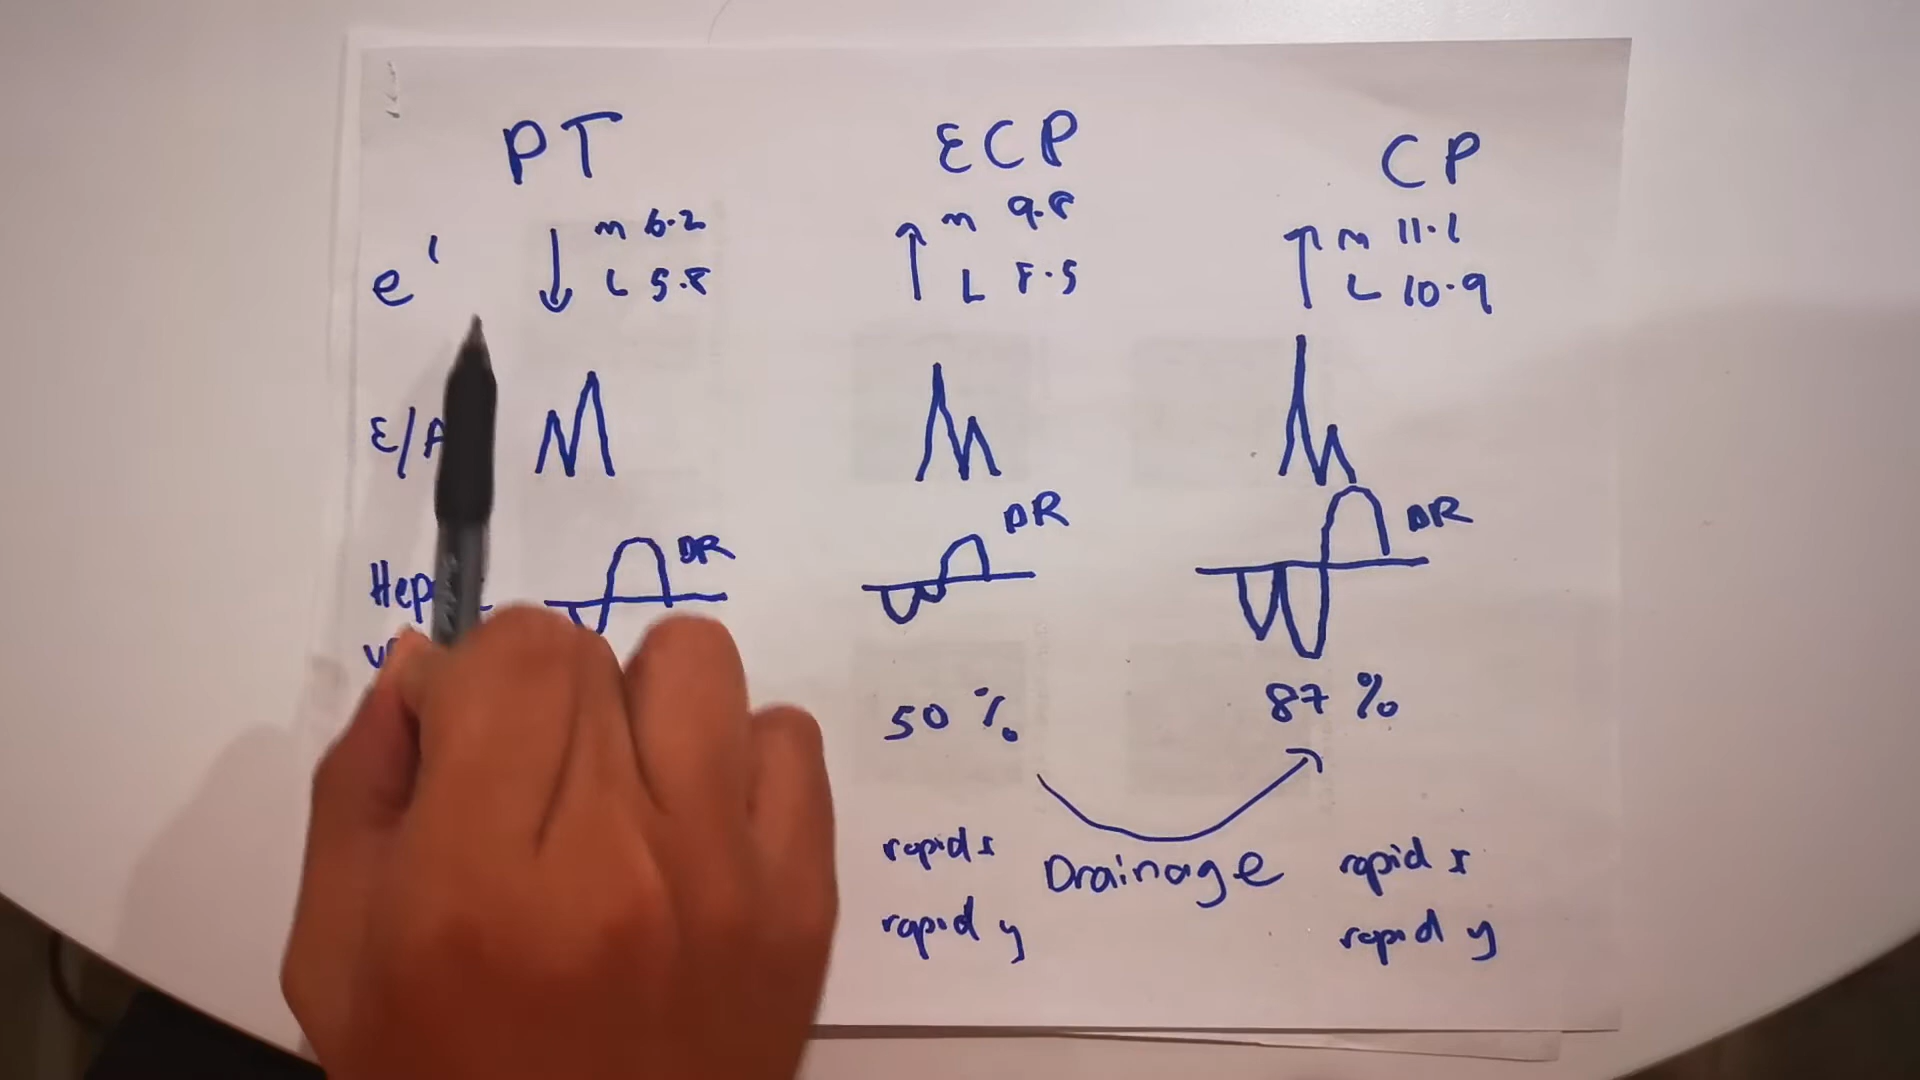 PT ECP CP
e' ↓ m 6.2 ↑ m 9.8 ↑ m 11.1
L 5.8 L 8.5 L 10.9
E/A
DR DR DR
50 % 87 %
rapid x Drainage rapid x
rapid y rapid y